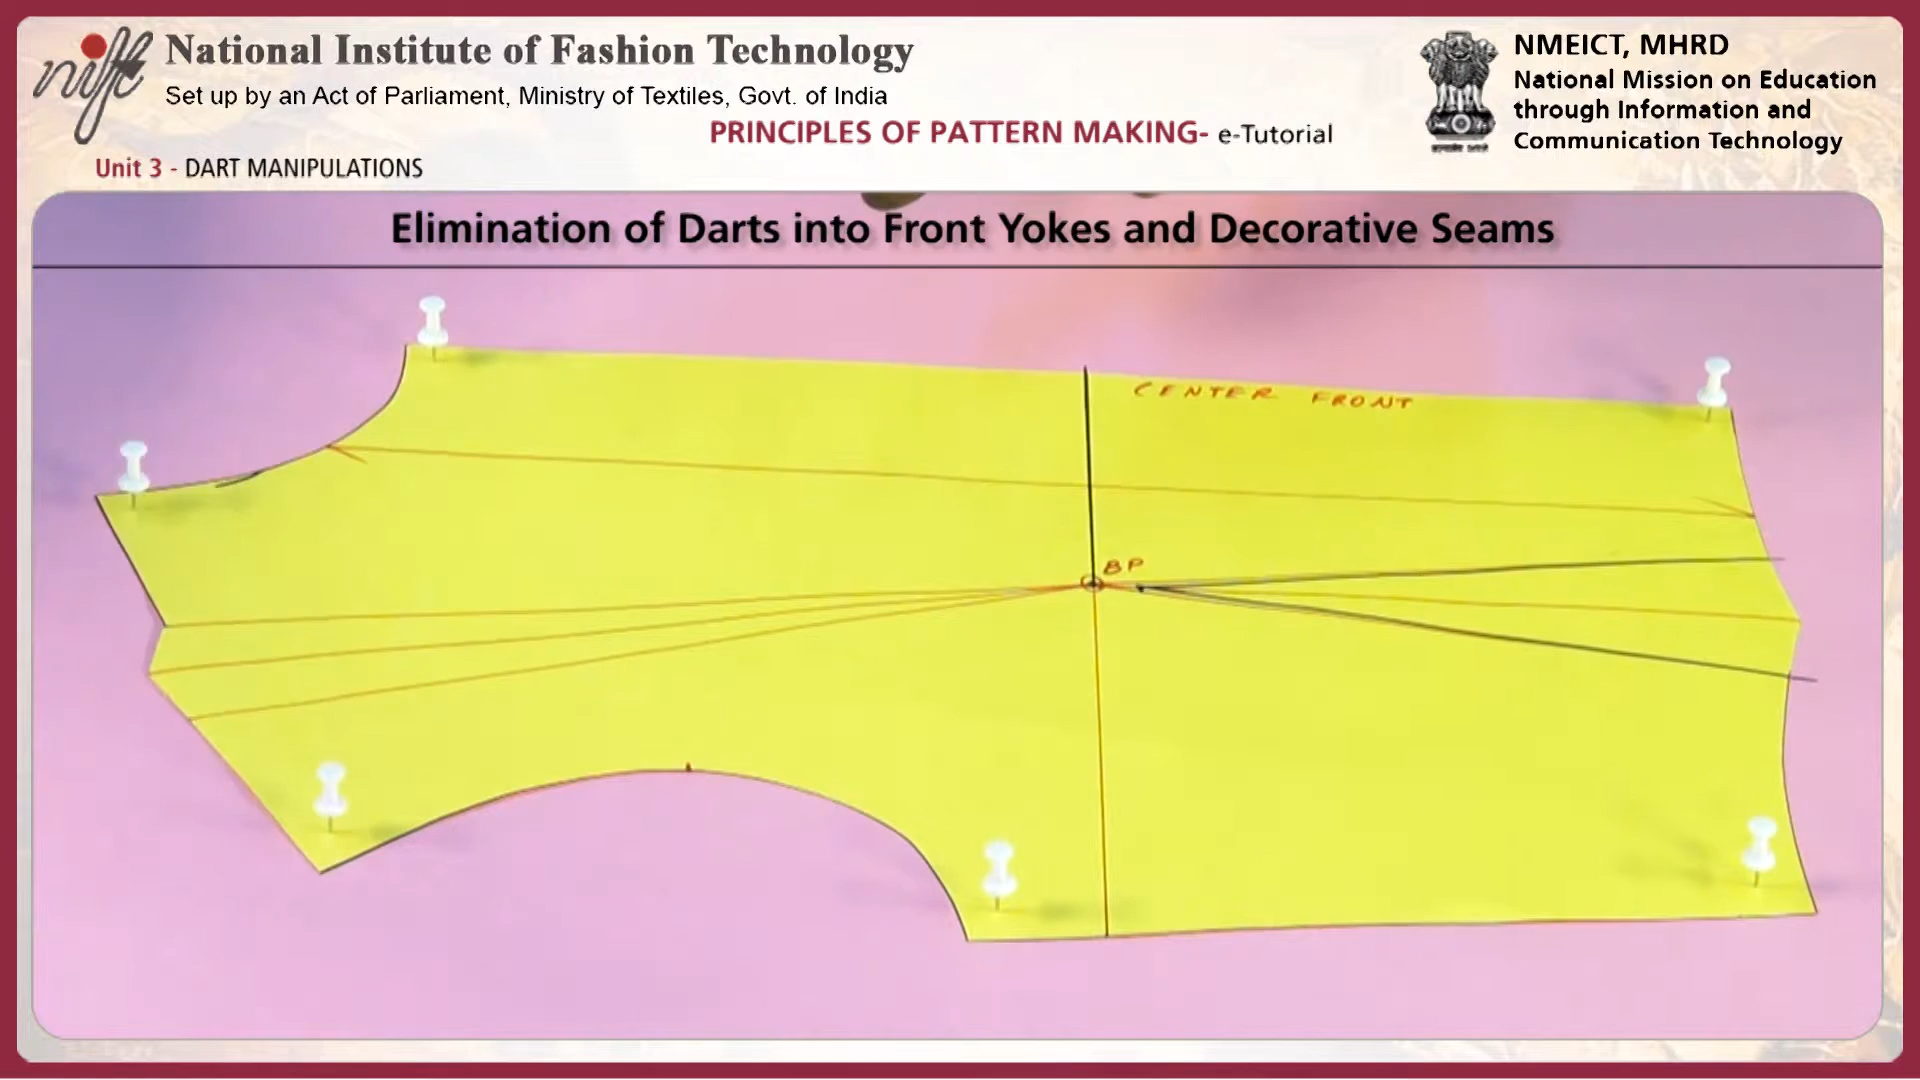 nift
National Institute of Fashion Technology
Set up by an Act of Parliament, Ministry of Textiles, Govt. of India
PRINCIPLES OF PATTERN MAKING- e-Tutorial
Unit 3 - DART MANIPULATIONS
NMEICT, MHRD
National Mission on Education
through Information and
Communication Technology
Elimination of Darts into Front Yokes and Decorative Seams
CENTER FRONT
BP